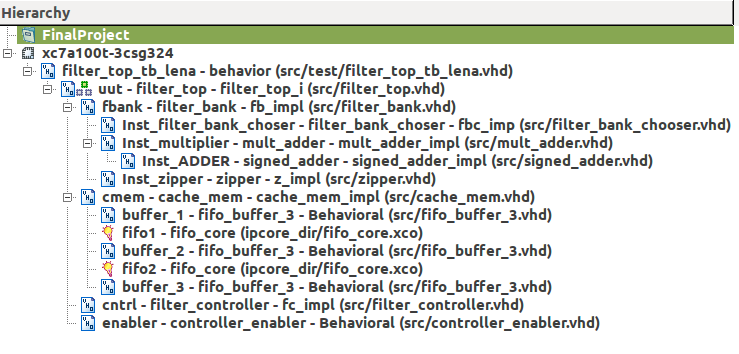 Hierarchy
FinalProject
xc7a100t-3csg324
filter_top_tb_lena - behavior (src/test/filter_top_tb_lena.vhd)
uut - filter_top - filter_top_i (src/filter_top.vhd)
fbank - filter_bank - fb_impl (src/filter_bank.vhd)
Inst_filter_bank_choser - filter_bank_choser - fbc_imp (src/filter_bank_chooser.vhd)
Inst_multiplier - mult_adder - mult_adder_impl (src/mult_adder.vhd)
Inst_ADDER - signed_adder - signed_adder_impl (src/signed_adder.vhd)
Inst_zipper - zipper - z_impl (src/zipper.vhd)
cmem - cache_mem - cache_mem_impl (src/cache_mem.vhd)
buffer_1 - fifo_buffer_3 - Behavioral (src/fifo_buffer_3.vhd)
fifo1 - fifo_core (ipcore_dir/fifo_core.xco)
buffer_2 - fifo_buffer_3 - Behavioral (src/fifo_buffer_3.vhd)
fifo2 - fifo_core (ipcore_dir/fifo_core.xco)
buffer_3 - fifo_buffer_3 - Behavioral (src/fifo_buffer_3.vhd)
cntrl - filter_controller - fc_impl (src/filter_controller.vhd)
enabler - controller_enabler - Behavioral (src/controller_enabler.vhd)